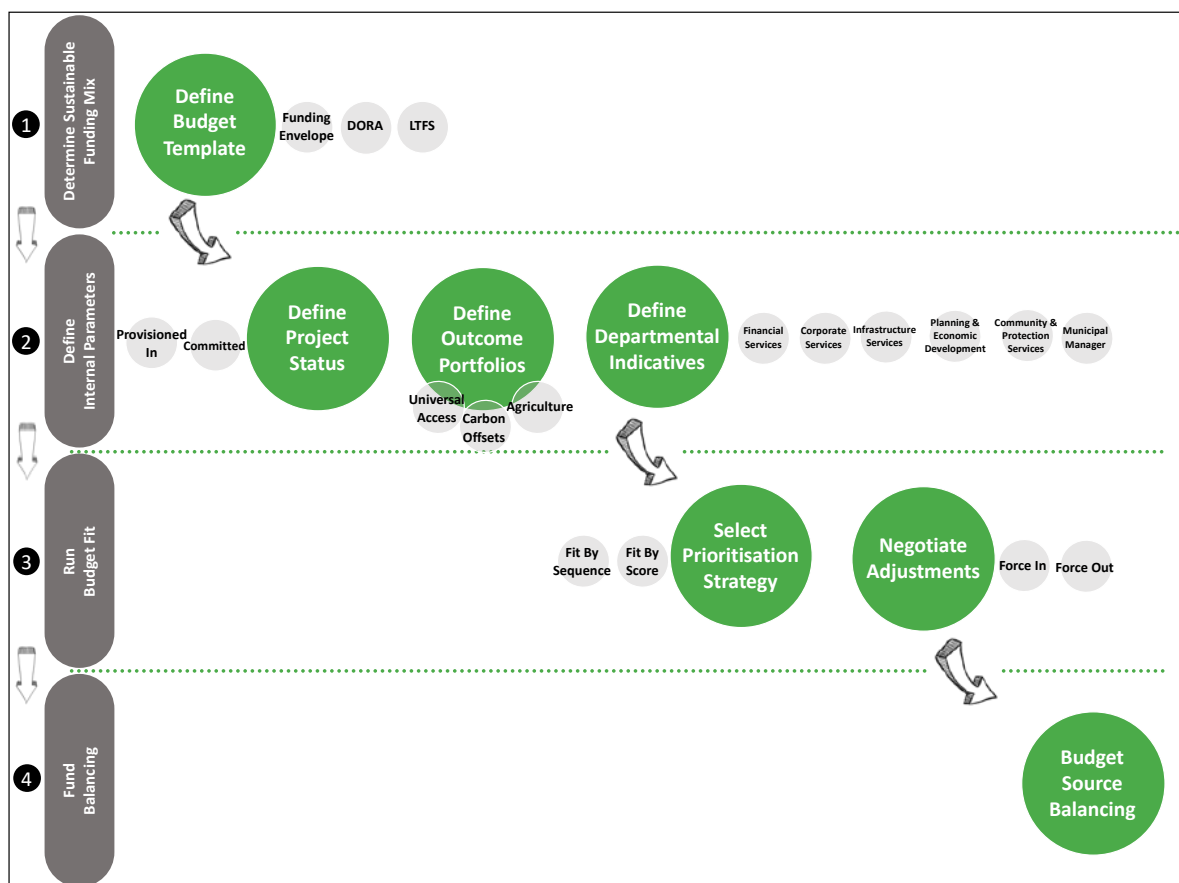 1
Determine Sustainable
Funding Mix
Define
Budget
Template
Funding
Envelope
DORA
LTFS
2
Define
Internal Parameters
Provisioned
In
Committed
Define
Project
Status
Define
Outcome
Portfolios
Universal
Access
Carbon
Offsets
Agriculture
Define
Departmental
Indicatives
Financial
Services
Corporate
Services
Infrastructure
Services
Planning &
Economic
Development
Community &
Protection
Services
Municipal
Manager
3
Run
Budget Fit
Fit By
Sequence
Fit By
Score
Select
Prioritisation
Strategy
Negotiate
Adjustments
Force In
Force Out
4
Fund
Balancing
Budget
Source
Balancing